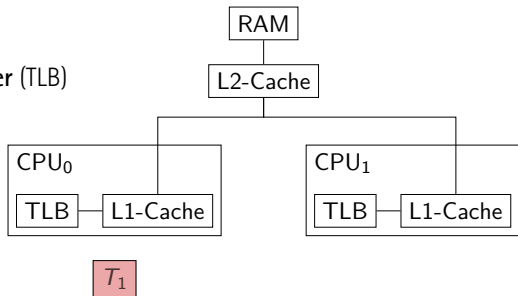 RAM
er (TLB)
L2-Cache
CPU₀
CPU₁
TLB
L1-Cache
TLB
L1-Cache
T₁